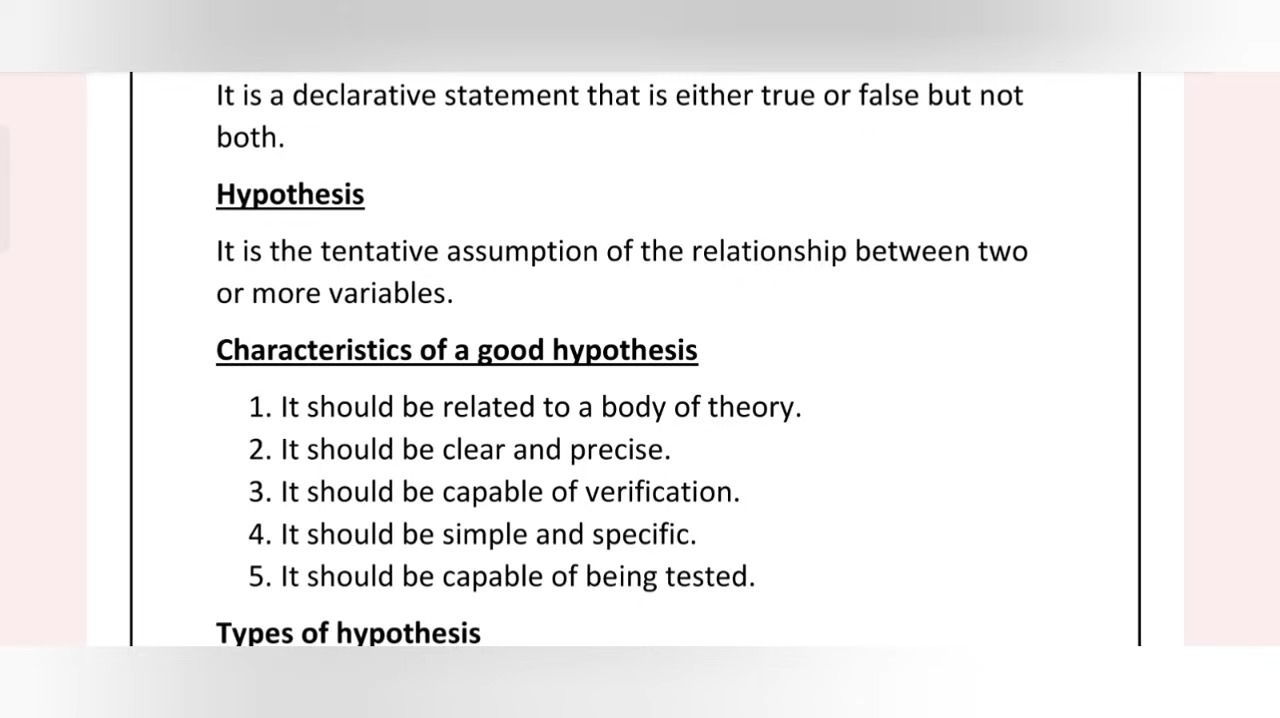 It is a declarative statement that is either true or false but not
both.
Hypothesis
It is the tentative assumption of the relationship between two
or more variables.
Characteristics of a good hypothesis
1. It should be related to a body of theory.
2. It should be clear and precise.
3. It should be capable of verification.
4. It should be simple and specific.
5. It should be capable of being tested.
Types of hypothesis